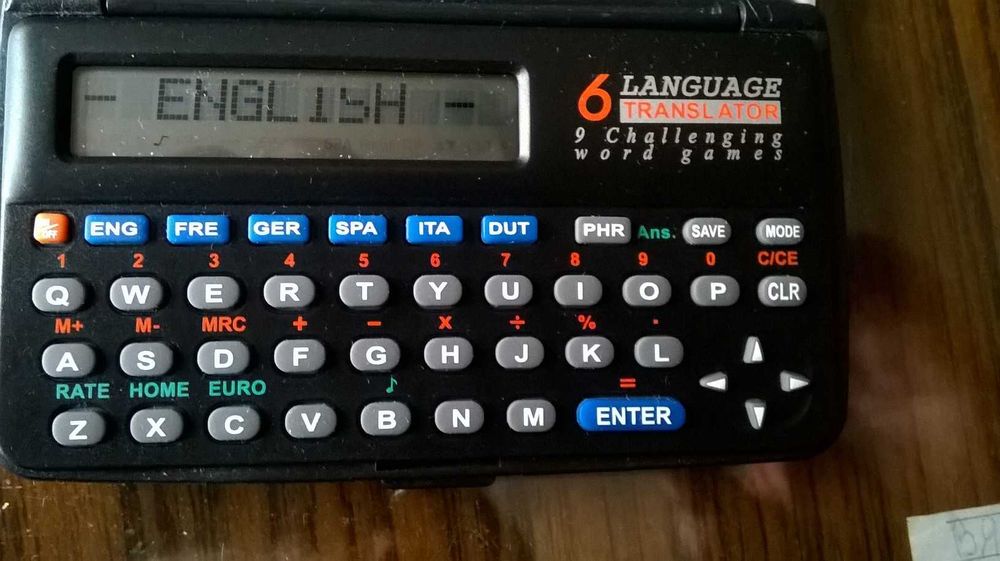 - ENGLisH -
6 LANGUAGE
TRANSLATOR
9 Challenging
word games
OFF ENG FRE GER SPA ITA DUT PHR Ans. SAVE MODE
1 2 3 4 5 6 7 8 9 0 C/CE
Q W E R T Y U I O P CLR
M+ M- MRC + − x ÷ % .
A S D F G H J K L
RATE HOME EURO ♪ =
Z X C V B N M ENTER